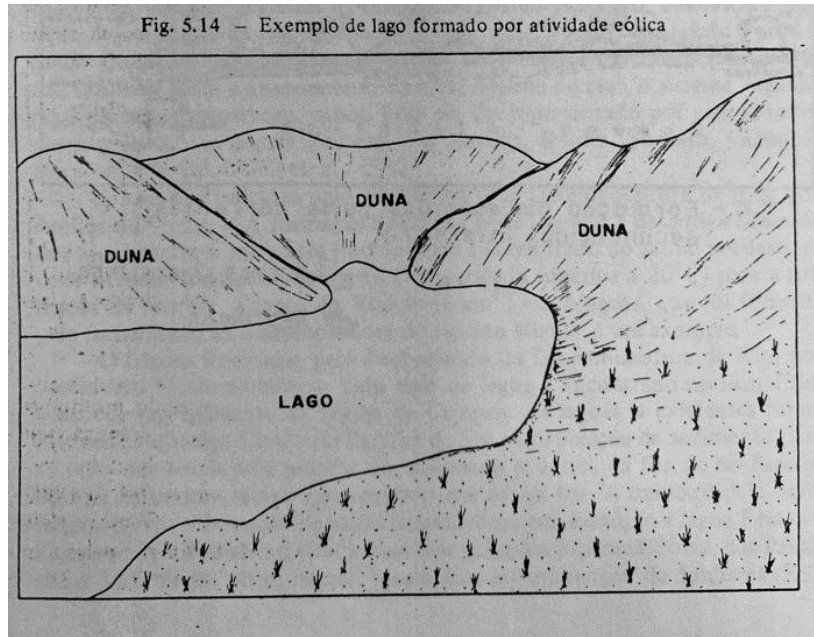 Fig. 5.14 — Exemplo de lago formado por atividade eólica
DUNA
DUNA
DUNA
LAGO